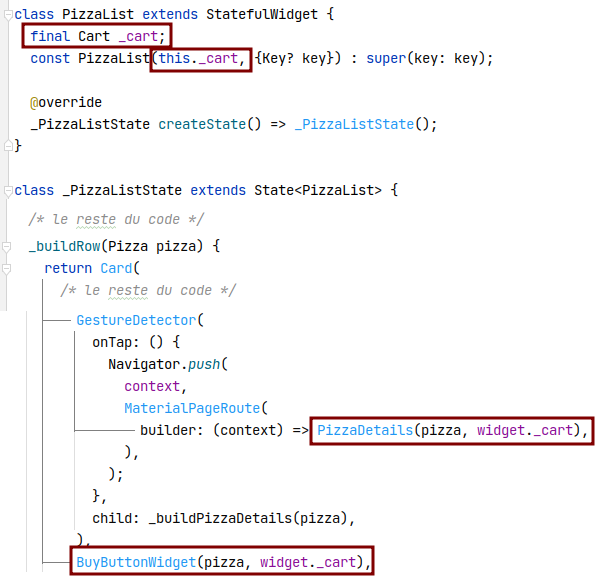 class PizzaList extends StatefulWidget {
final Cart _cart;
const PizzaList(this._cart, {Key? key}) : super(key: key);
@override
_PizzaListState createState() => _PizzaListState();
}
class _PizzaListState extends State<PizzaList> {
/* le reste du code */
_buildRow(Pizza pizza) {
return Card(
/* le reste du code */
GestureDetector(
onTap: () {
Navigator.push(
context,
MaterialPageRoute(
builder: (context) => PizzaDetails(pizza, widget._cart),
),
);
},
child: _buildPizzaDetails(pizza),
),
BuyButtonWidget(pizza, widget._cart),